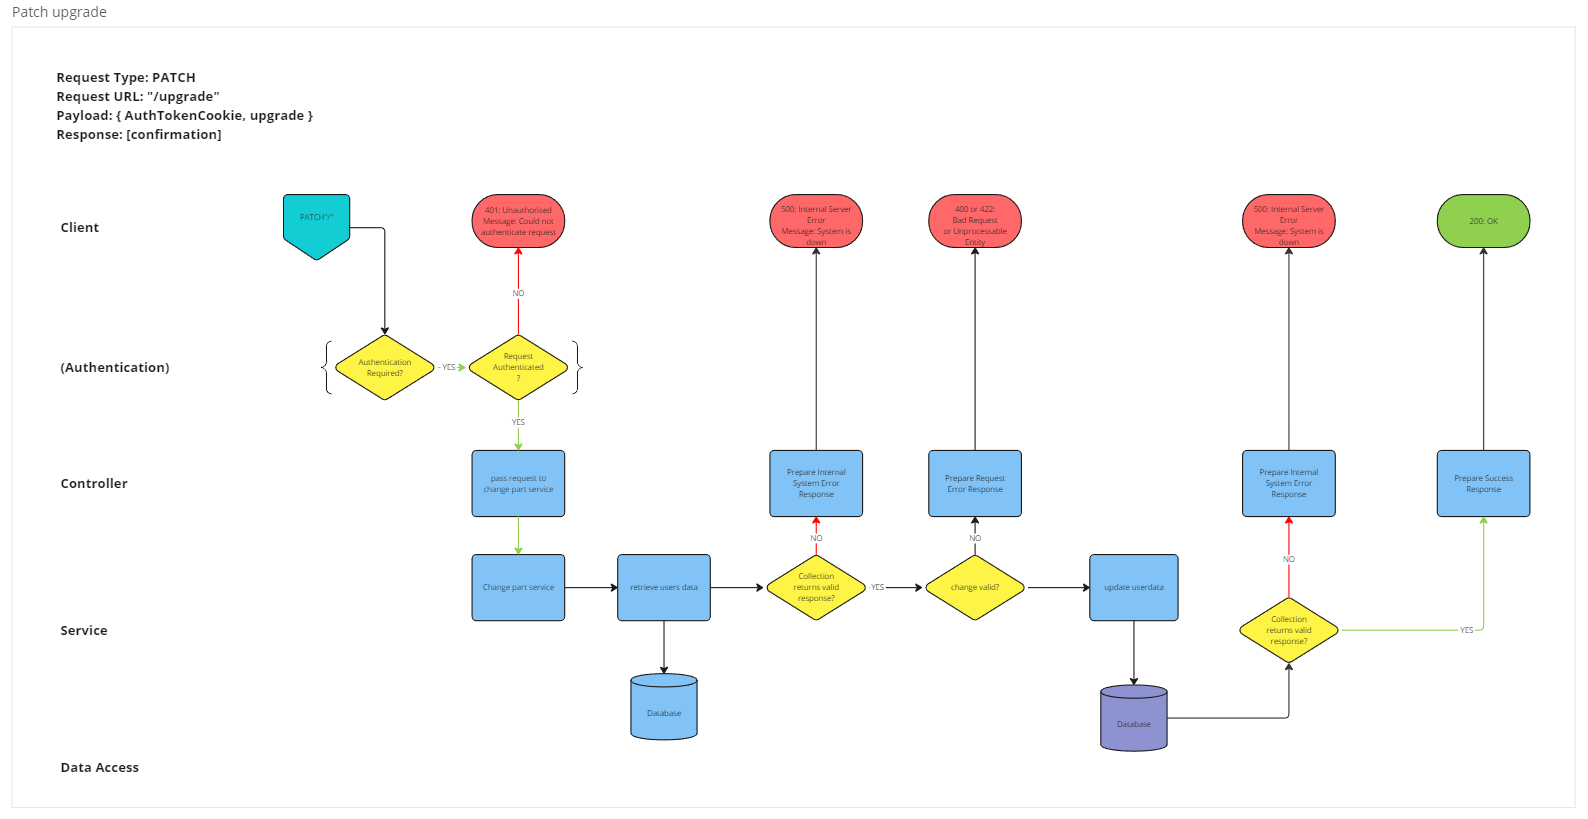 Patch upgrade
Request Type: PATCH
Request URL: "/upgrade"
Payload: { AuthTokenCookie, upgrade }
Response: [confirmation]
Client
PATCH"/"
401: Unauthorised
Message: Could not
authenticate request
500: Internal Server
Error
Message: System is
down
400 or 422:
Bad Request
or Unprocessable
Entity
500: Internal Server
Error
Message: System is
down
200: OK
NO
(Authentication)
Authentication
Required?
YES
Request
Authenticated
?
YES
Controller
pass request to
change part service
Prepare Internal
System Error
Response
Prepare Request
Error Response
Prepare Internal
System Error
Response
Prepare Success
Response
NO
NO
NO
Service
Change part service
retrieve users data
Collection
returns valid
response?
YES
change valid?
update userdata
Collection
returns valid
response?
YES
Database
Database
Data Access